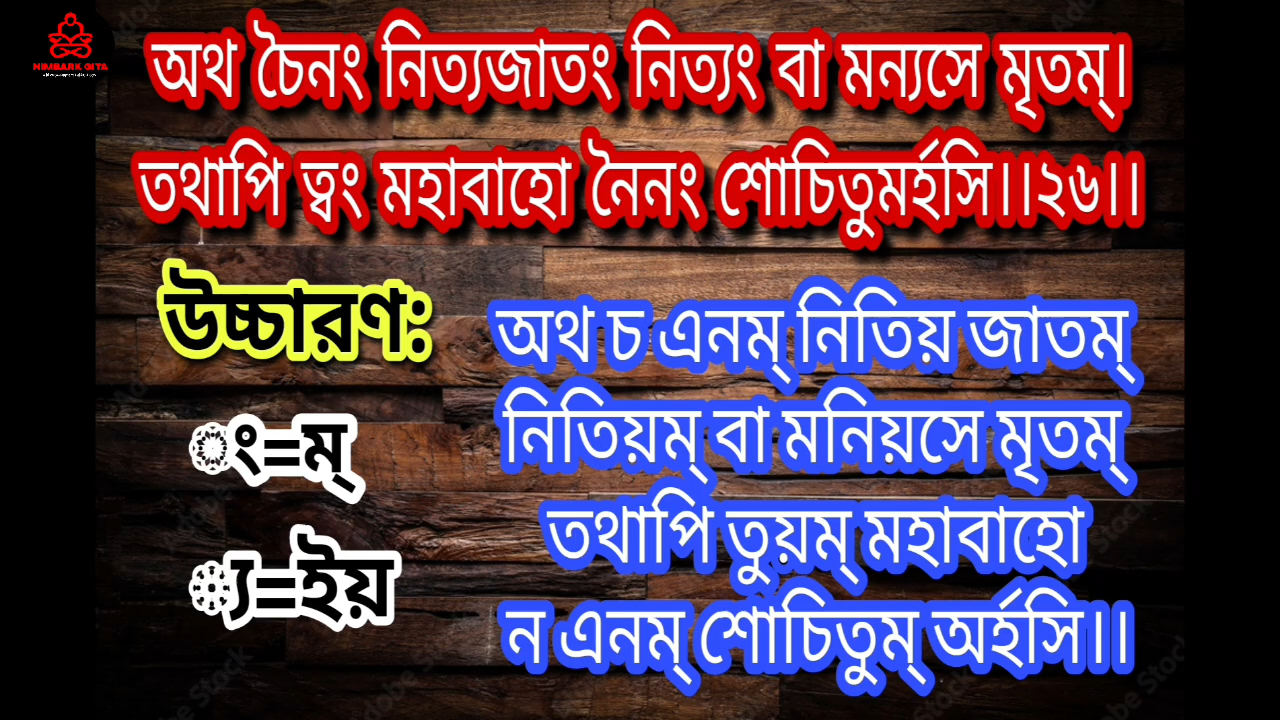 NIMBARK GITA
অথ চৈনং নিত্যজাতং নিত্যং বা মন্যসে মৃতম্।
তথাপি ত্বং মহাবাহো নৈনং শোচিতুমর্হসি।।২৬।।
উচ্চারণ:
ং=ম্
্য=ইয়
অথ চ এনম্ নিতিয় জাতম্
নিতিয়ম্ বা মনিয়সে মৃতম্
তথাপি তুয়ম্ মহাবাহো
ন এনম্ শোচিতুম্ অর্হসি।।